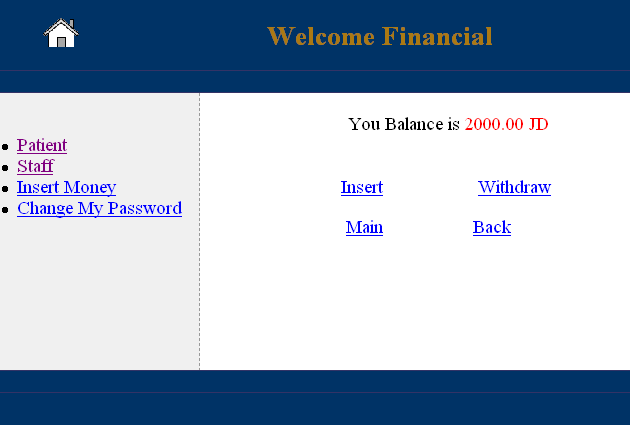 Welcome Financial
Patient
Staff
Insert Money
Change My Password
You Balance is 2000.00 JD
Insert Withdraw
Main Back